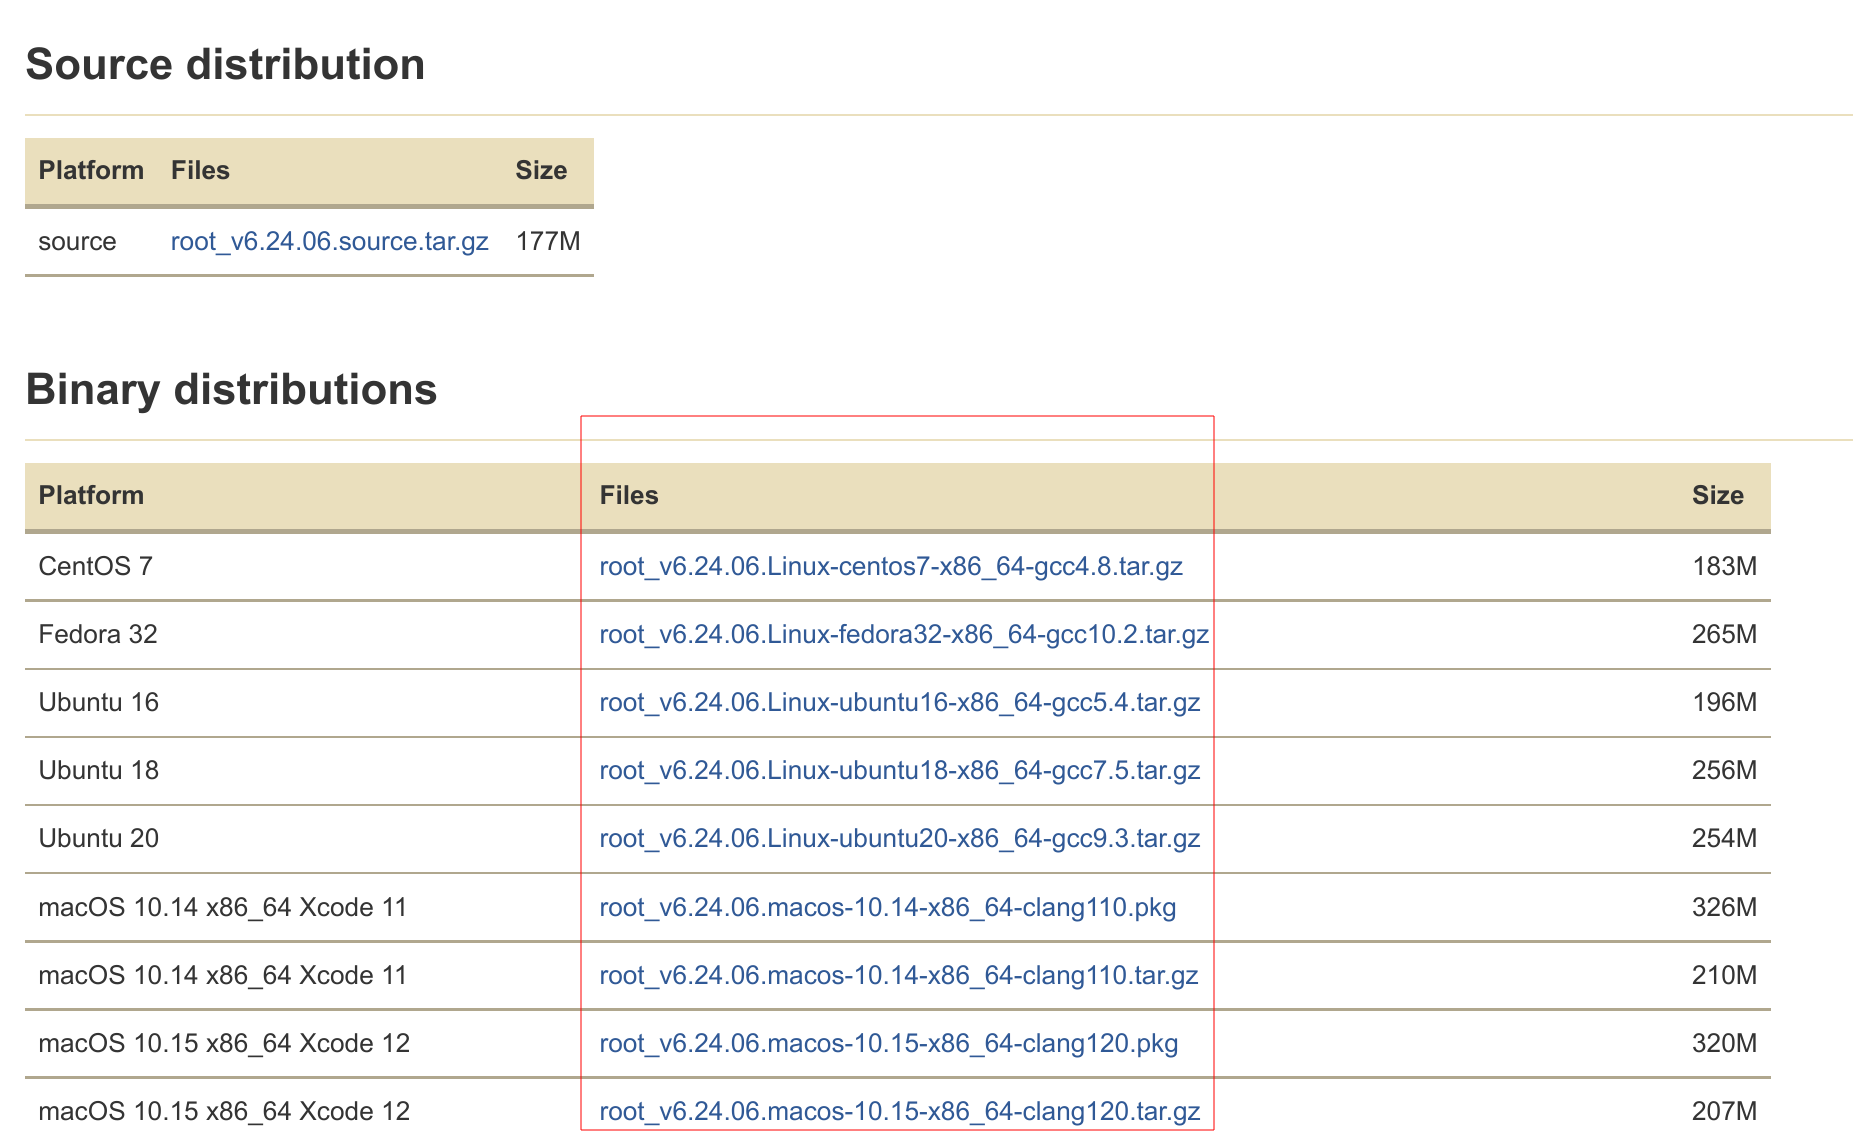 Source distribution
Platform Files Size
source root_v6.24.06.source.tar.gz 177M
Binary distributions
Platform Files Size
CentOS 7 root_v6.24.06.Linux-centos7-x86_64-gcc4.8.tar.gz 183M
Fedora 32 root_v6.24.06.Linux-fedora32-x86_64-gcc10.2.tar.gz 265M
Ubuntu 16 root_v6.24.06.Linux-ubuntu16-x86_64-gcc5.4.tar.gz 196M
Ubuntu 18 root_v6.24.06.Linux-ubuntu18-x86_64-gcc7.5.tar.gz 256M
Ubuntu 20 root_v6.24.06.Linux-ubuntu20-x86_64-gcc9.3.tar.gz 254M
macOS 10.14 x86_64 Xcode 11 root_v6.24.06.macos-10.14-x86_64-clang110.pkg 326M
macOS 10.14 x86_64 Xcode 11 root_v6.24.06.macos-10.14-x86_64-clang110.tar.gz 210M
macOS 10.15 x86_64 Xcode 12 root_v6.24.06.macos-10.15-x86_64-clang120.pkg 320M
macOS 10.15 x86_64 Xcode 12 root_v6.24.06.macos-10.15-x86_64-clang120.tar.gz 207M